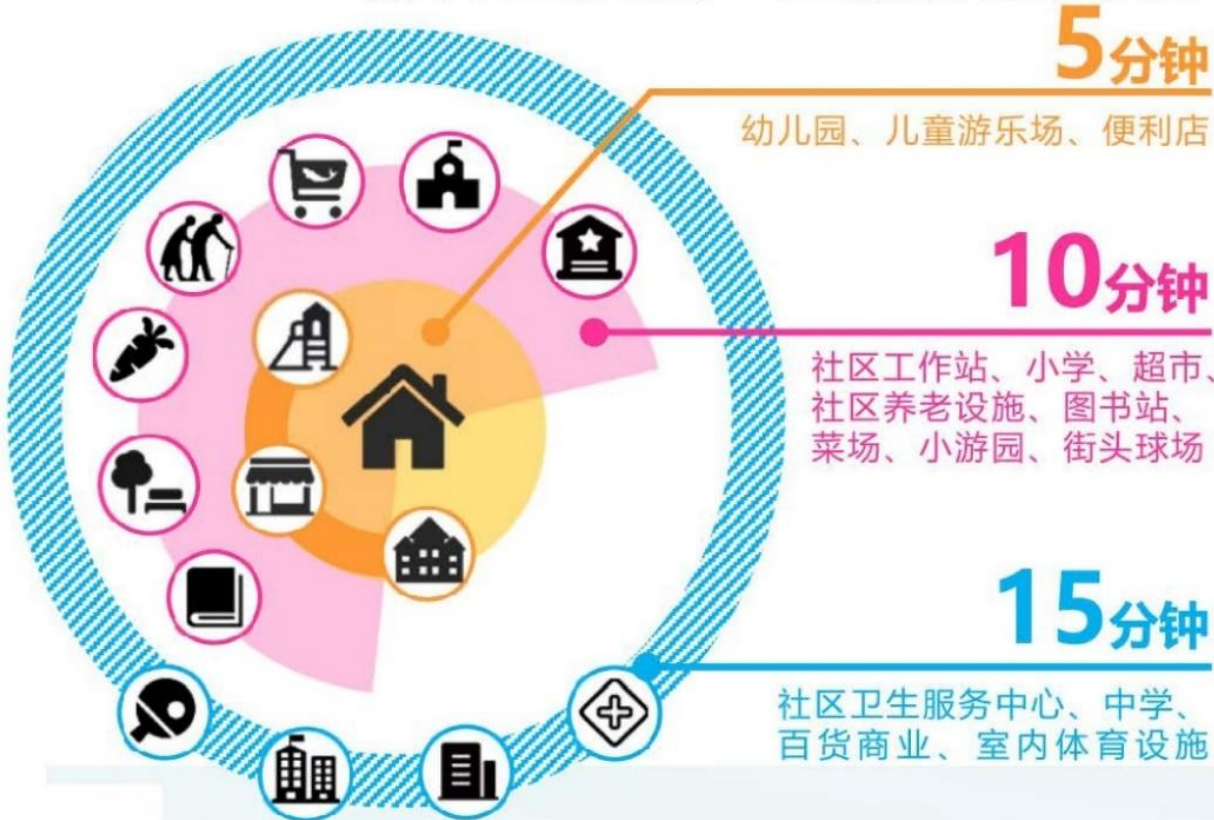 5分钟
幼儿园、儿童游乐场、便利店
10分钟
社区工作站、小学、超市、
社区养老设施、图书站、
菜场、小游园、街头球场
15分钟
社区卫生服务中心、中学、
百货商业、室内体育设施